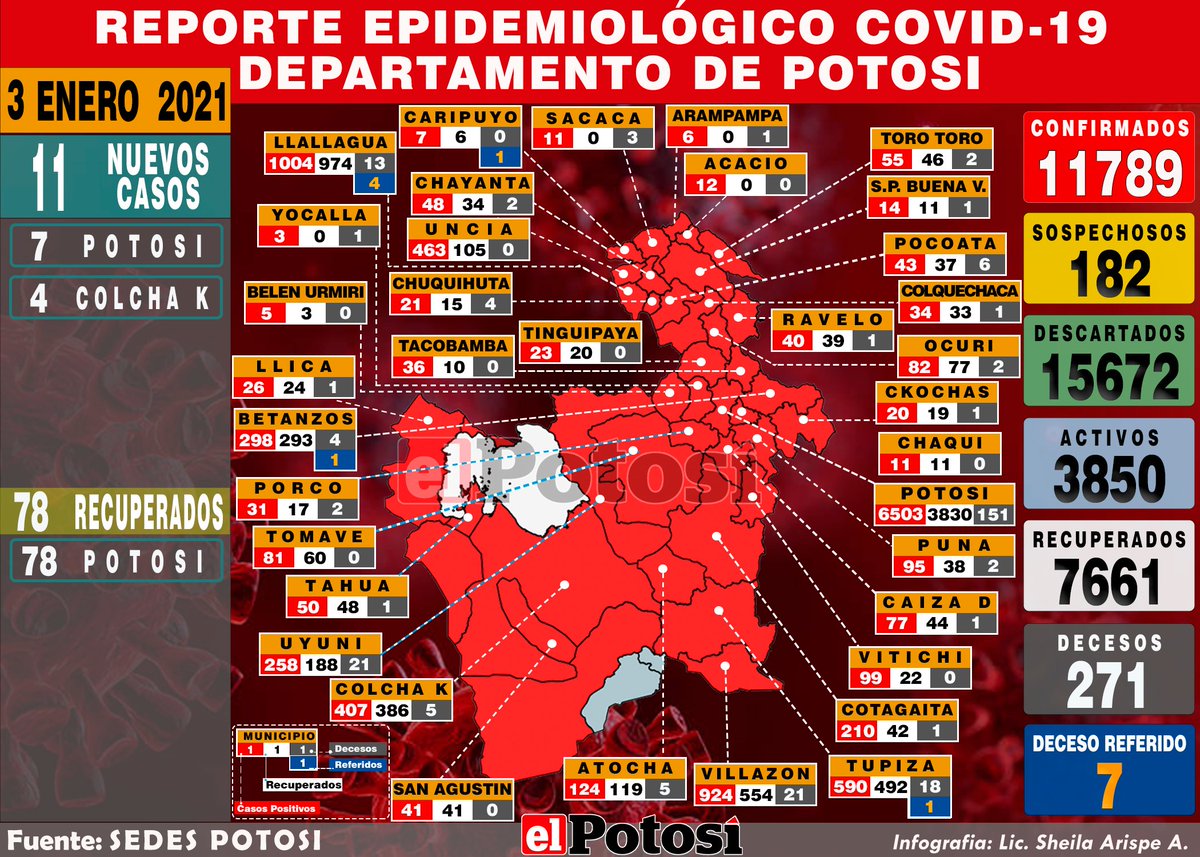 REPORTE EPIDEMIOLÓGICO COVID-19
DEPARTAMENTO DE POTOSI
3 ENERO 2021
11 NUEVOS CASOS
7 POTOSI
4 COLCHA K
78 RECUPERADOS
78 POTOSI
LLALLAGUA
1004 974 13
4
CARIPUYO
7 6 0
1
SACACA
11 0 3
ARAMPAMPA
6 0 1
ACACIO
12 0 0
TORO TORO
55 46 2
S.P. BUENA V.
14 11 1
CHAYANTA
48 34 2
YOCALLA
3 0 1
UNCIA
463 105 0
POCOATA
43 37 6
BELEN URMIRI
5 3 0
CHUQUIHUTA
21 15 4
COLQUECHACA
34 33 1
RAVELO
40 39 1
TINGUIPAYA
23 20 0
TACOBAMBA
36 10 0
OCURI
82 77 2
LLICA
26 24 1
CKOCHAS
20 19 1
BETANZOS
298 293 4
1
CHAQUI
11 11 0
PORCO
31 17 2
POTOSI
6503 3830 151
TOMAVE
81 60 0
PUNA
95 38 2
TAHUA
50 48 1
CAIZA D
77 44 1
UYUNI
258 188 21
VITICHI
99 22 0
COLCHA K
407 386 5
COTAGAITA
210 42 1
SAN AGUSTIN
41 41 0
ATOCHA
124 119 5
VILLAZON
924 554 21
TUPIZA
590 492 18
1
MUNICIPIO
1 1 1 Decesos
1 Referidos
Recuperados
Casos Positivos
el Potosí
CONFIRMADOS
11789
SOSPECHOSOS
182
DESCARTADOS
15672
ACTIVOS
3850
RECUPERADOS
7661
DECESOS
271
DECESO REFERIDO
7
Fuente: SEDES POTOSI
el Potosí
Infografia: Lic. Sheila Arispe A.